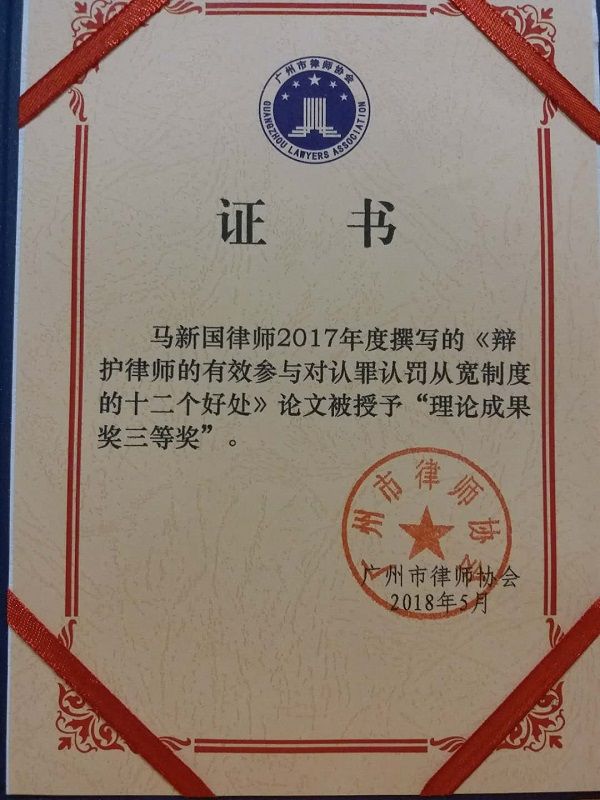 广州市律师协会
GUANGZHOU LAWYERS ASSOCIATION
证 书
马新国律师2017年度撰写的《辩
护律师的有效参与对认罪认罚从宽制度
的十二个好处》论文被授予“理论成果
奖三等奖”。
广州市律师协会
广州市律师协会
2018年5月